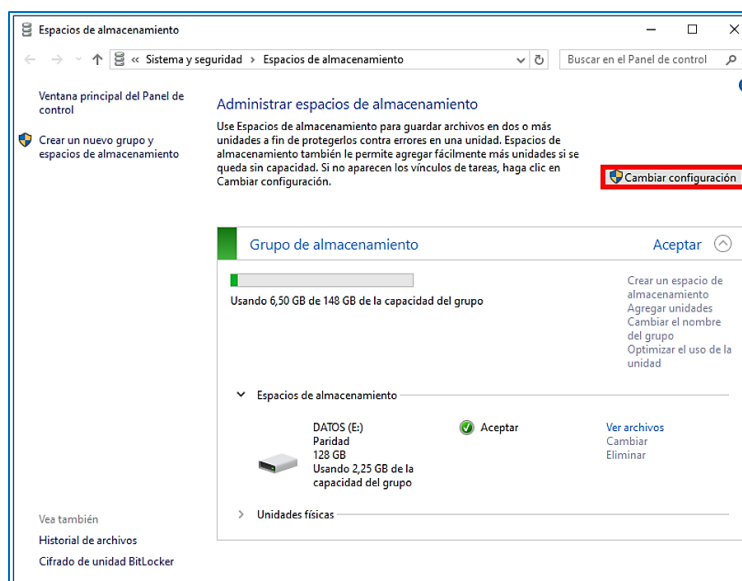 Espacios de almacenamiento
« Sistema y seguridad > Espacios de almacenamiento
Buscar en el Panel de control
Ventana principal del Panel de
control
Crear un nuevo grupo y
espacios de almacenamiento
Administrar espacios de almacenamiento
Use Espacios de almacenamiento para guardar archivos en dos o más
unidades a fin de protegerlos contra errores en una unidad. Espacios de
almacenamiento también le permite agregar fácilmente más unidades si se
queda sin capacidad. Si no aparecen los vínculos de tareas, haga clic en
Cambiar configuración.
Cambiar configuración
Grupo de almacenamiento
Aceptar
Usando 6,50 GB de 148 GB de la capacidad del grupo
Crear un espacio de
almacenamiento
Agregar unidades
Cambiar el nombre
del grupo
Optimizar el uso de la
unidad
Espacios de almacenamiento
DATOS (E:)
Paridad
128 GB
Usando 2,25 GB de la
capacidad del grupo
Aceptar
Ver archivos
Cambiar
Eliminar
Unidades físicas
Vea también
Historial de archivos
Cifrado de unidad BitLocker